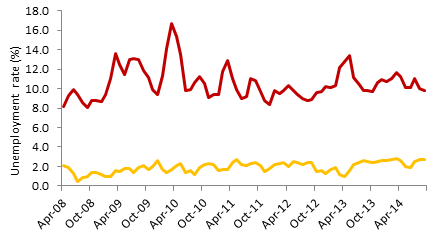 Unemployment rate (%)
18.0
16.0
14.0
12.0
10.0
8.0
6.0
4.0
2.0
0.0
Apr-08
Oct-08
Apr-09
Oct-09
Apr-10
Oct-10
Apr-11
Oct-11
Apr-12
Oct-12
Apr-13
Oct-13
Apr-14